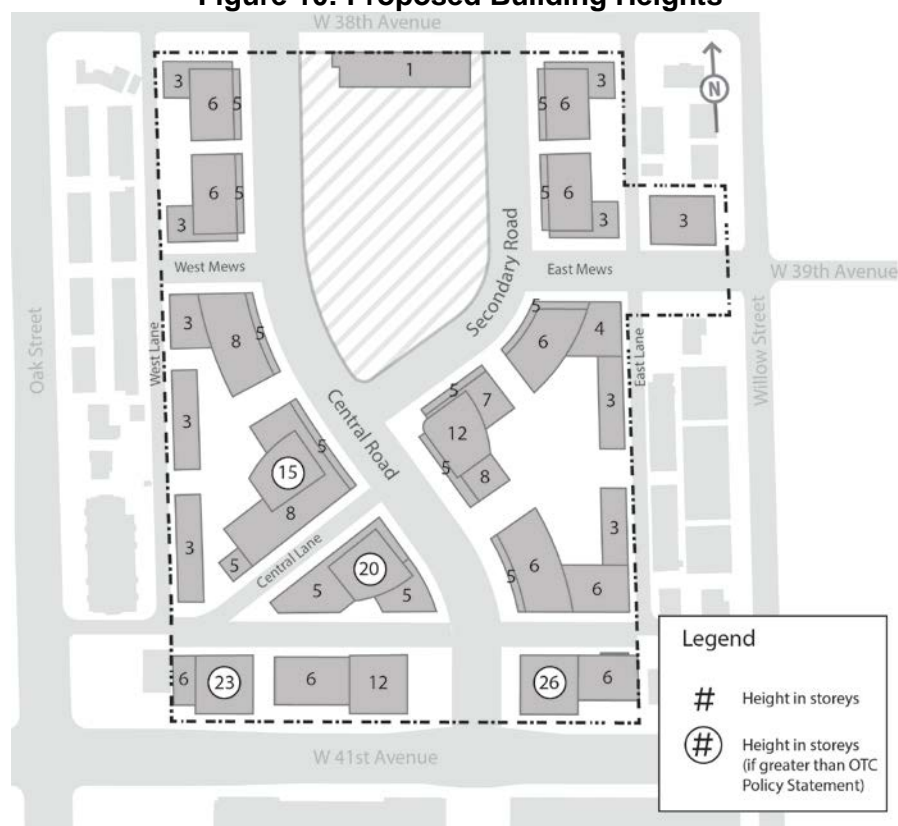 Figure 10: Proposed Building Heights
W 38th Avenue
1
N
3
6
5
5
6
3
6
5
3
5
6
3
3
West Mews
East Mews
W 39th Avenue
Secondary Road
Oak Street
West Lane
East Lane
Willow Street
3
8
5
5
6
4
3
3
5
7
12
5
8
Central Road
15
5
8
5
3
Central Lane
20
5
5
5
6
3
6
6
23
6
12
26
6
W 41st Avenue
Legend
# Height in storeys
# Height in storeys
(if greater than OTC
Policy Statement)